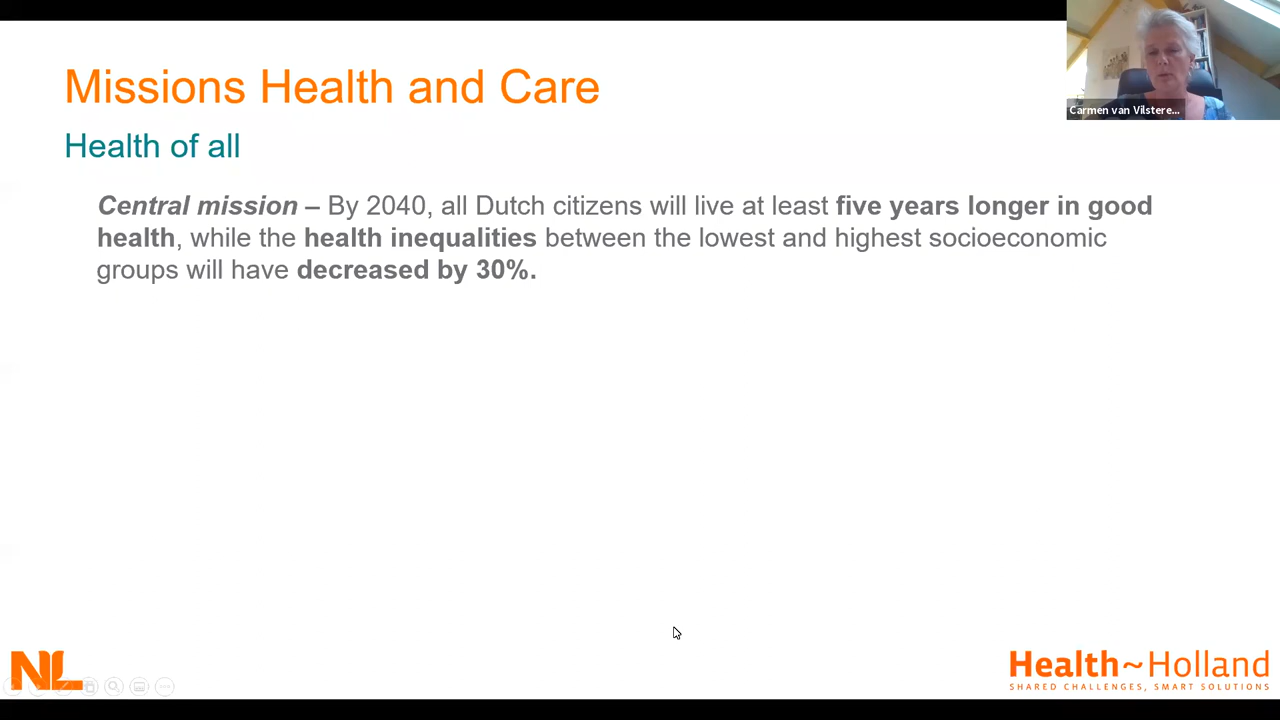 Missions Health and Care
Carmen van Vilstere...
Health of all
Central mission – By 2040, all Dutch citizens will live at least five years longer in good
health, while the health inequalities between the lowest and highest socioeconomic
groups will have decreased by 30%.
NL
Health~Holland
SHARED CHALLENGES, SMART SOLUTIONS